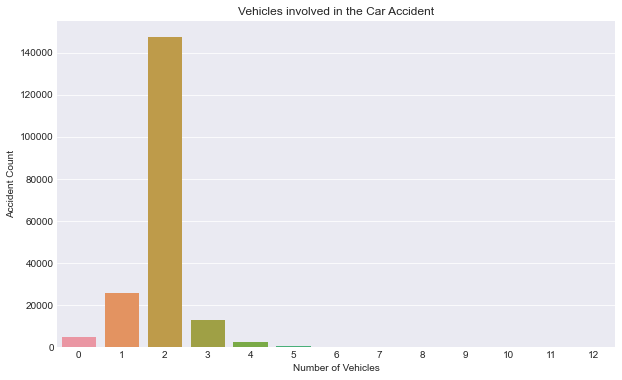 Vehicles involved in the Car Accident
140000
120000
100000
80000
60000
40000
20000
0
Accident Count
0 1 2 3 4 5 6 7 8 9 10 11 12
Number of Vehicles